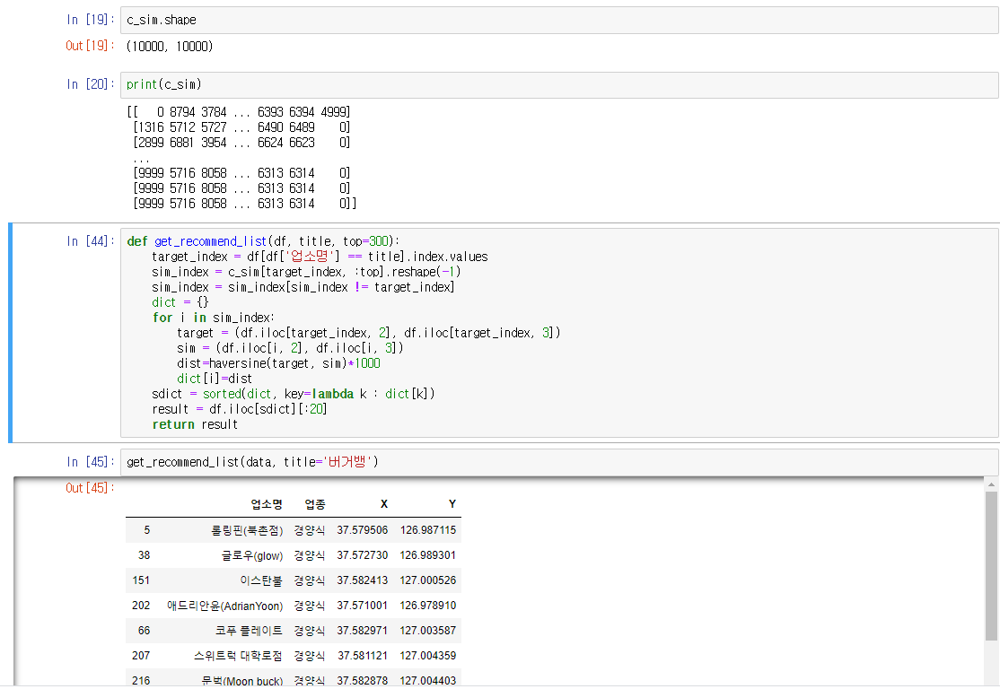 In [19]: c_sim.shape
Out[19]: (10000, 10000)
In [20]: print(c_sim)
[[   0 8794 3784 ... 6393 6394 4999]
 [1316 5712 5727 ... 6490 6489    0]
 [2899 6881 3954 ... 6624 6623    0]
 ...
 [9999 5716 8058 ... 6313 6314    0]
 [9999 5716 8058 ... 6313 6314    0]
 [9999 5716 8058 ... 6313 6314    0]]
In [44]: def get_recommend_list(df, title, top=300):
    target_index = df[df['업소명'] == title].index.values
    sim_index = c_sim[target_index, :top].reshape(-1)
    sim_index = sim_index[sim_index != target_index]
    dict = {}
    for i in sim_index:
        target = (df.iloc[target_index, 2], df.iloc[target_index, 3])
        sim = (df.iloc[i, 2], df.iloc[i, 3])
        dist=haversine(target, sim)*1000
        dict[i]=dist
    sdict = sorted(dict, key=lambda k : dict[k])
    result = df.iloc[sdict][:20]
    return result
In [45]: get_recommend_list(data, title='버거뱅')
Out[45]:
업소명 업종 X Y
5 롤링핀(북촌점) 경양식 37.579506 126.987115
38 글로우(glow) 경양식 37.572730 126.989301
151 이스탄불 경양식 37.582413 127.000526
202 애드리안윤(AdrianYoon) 경양식 37.571001 126.978910
66 코푸 플레이트 경양식 37.582971 127.003587
207 스위트럭 대학로점 경양식 37.581121 127.004359
216 문벅(Moon buck) 경양식 37.582878 127.004403